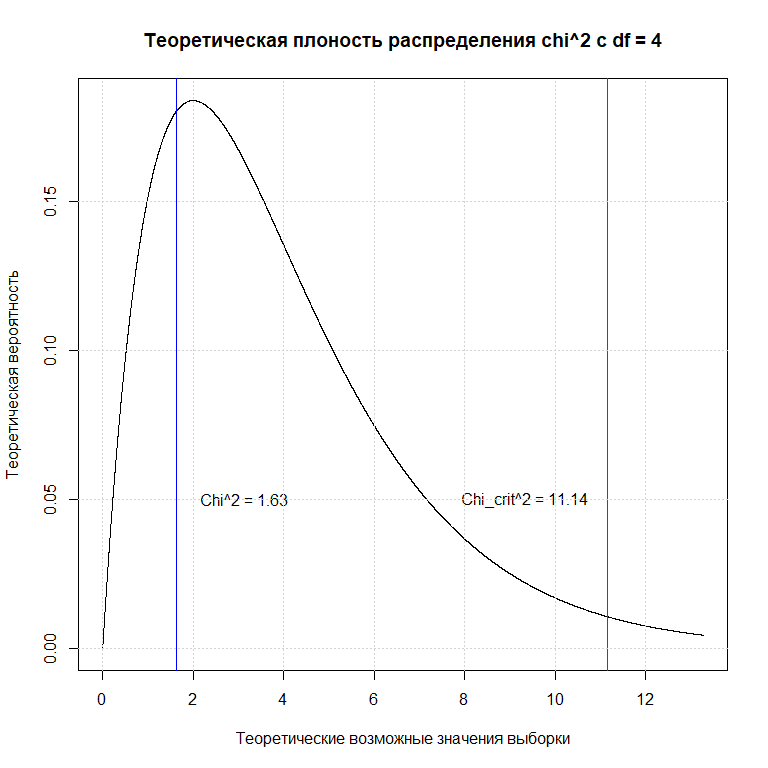 Теоретическая плоность распределения chi^2 с df = 4
Теоретическая вероятность
0.15
0.10
0.05
0.00
Chi^2 = 1.63
Chi_crit^2 = 11.14
0 2 4 6 8 10 12
Теоретические возможные значения выборки